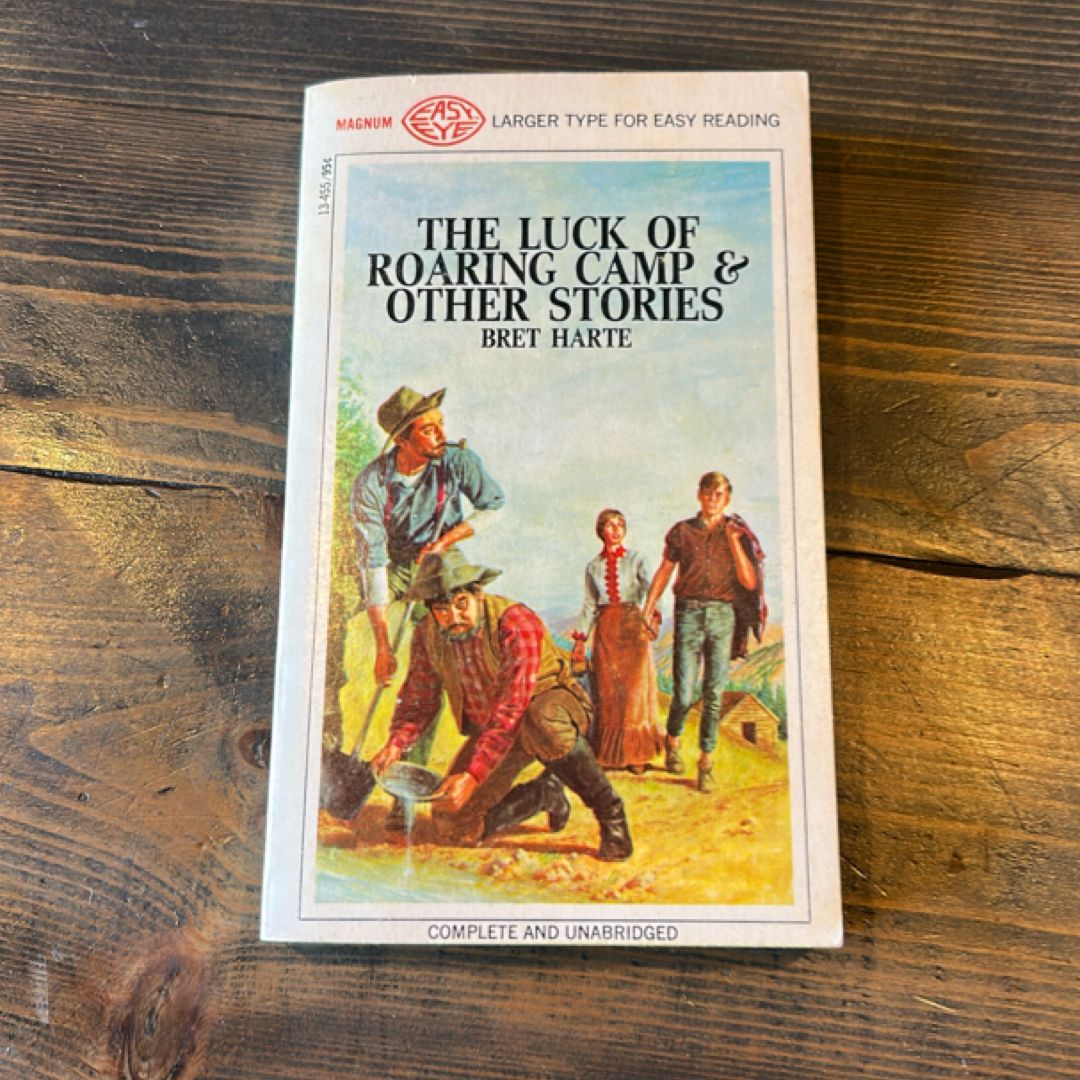 MAGNUM EASY EYE LARGER TYPE FOR EASY READING
13-455/95¢
THE LUCK OF
ROARING CAMP &
OTHER STORIES
BRET HARTE
COMPLETE AND UNABRIDGED